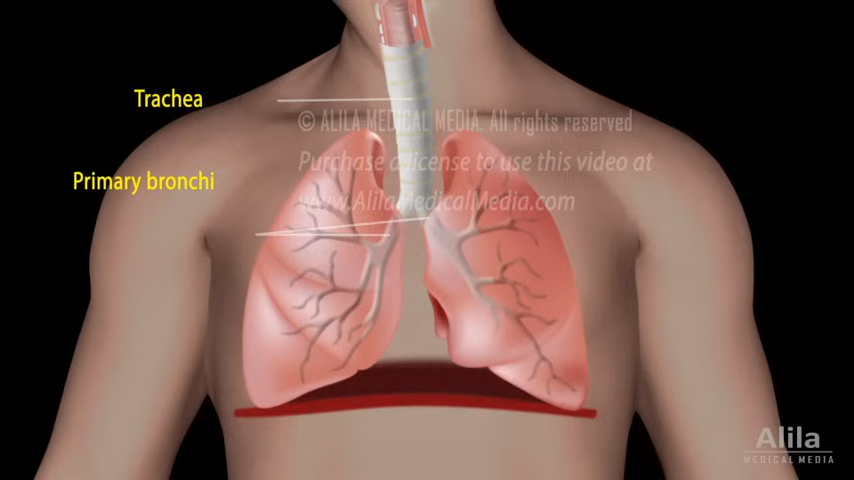 Trachea
© ALILA MEDICAL MEDIA. All rights reserved
Purchase a license to use this video at
Primary bronchi
www.AlilaMedicalMedia.com
Alila
MEDICAL MEDIA